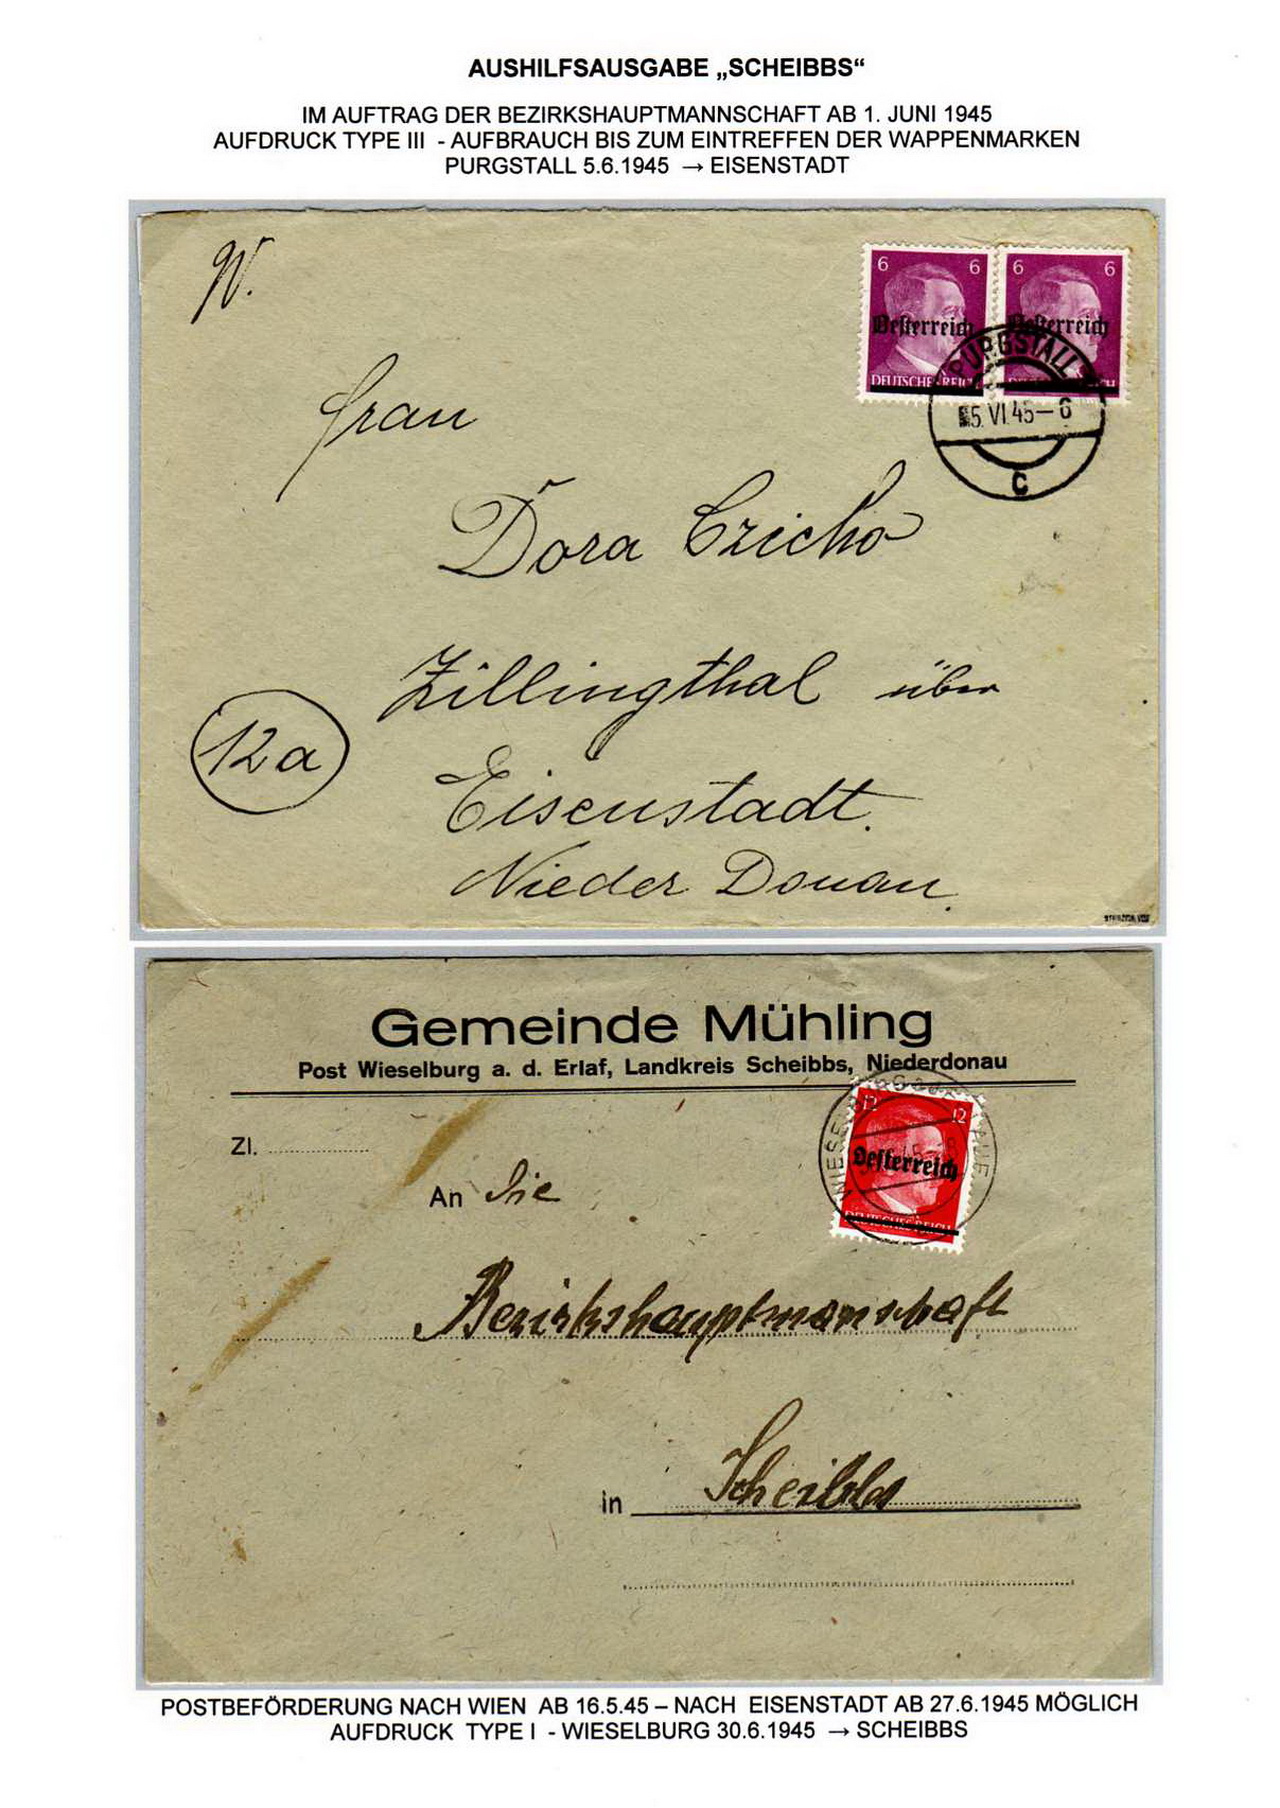 AUSHILFSAUSGABE „SCHEIBBS“
IM AUFTRAG DER BEZIRKSHAUPTMANNSCHAFT AB 1. JUNI 1945
AUFDRUCK TYPE III - AUFBRAUCH BIS ZUM EINTREFFEN DER WAPPENMARKEN
PURGSTALL 5.6.1945 → EISENSTADT
6 6 6 6
Oesterreich Oesterreich
DEUTSCHES REICH
PURGSTALL
5. VI. 45 — 6
C
Frau
Dora Czicho
Zillingthal über
12a
Eisenstadt.
Nieder Donau.
Gemeinde Mühling
Post Wieselburg a. d. Erlaf, Landkreis Scheibbs, Niederdonau
12 12
Zl.
Oesterreich
An die
DEUTSCHES REICH
Bezirkshauptmanschaft
in Scheibbs
POSTBEFÖRDERUNG NACH WIEN AB 16.5.45 – NACH EISENSTADT AB 27.6.1945 MÖGLICH
AUFDRUCK TYPE I - WIESELBURG 30.6.1945 → SCHEIBBS